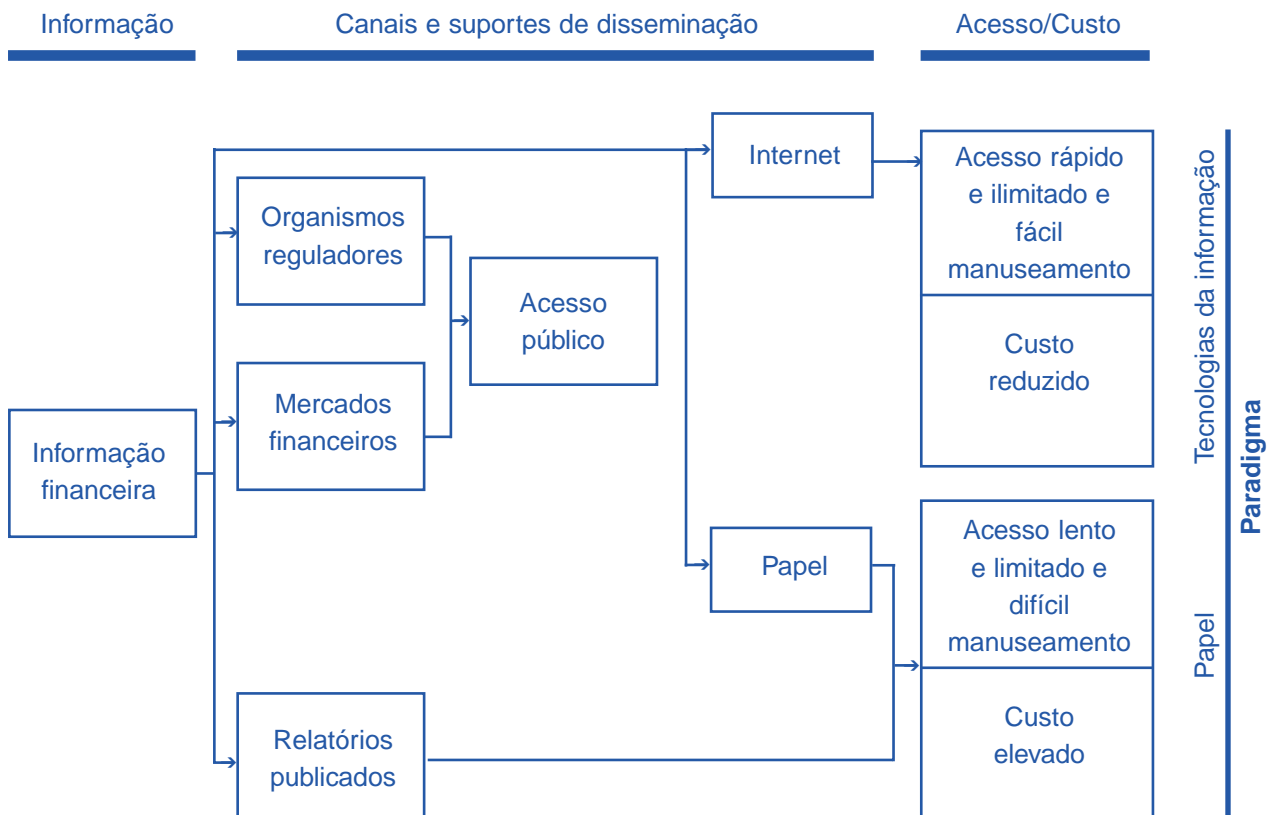 Informação
Canais e suportes de disseminação
Acesso/Custo
Internet
Acesso rápido
e ilimitado e
fácil
manuseamento
Organismos
reguladores
Acesso
público
Custo
reduzido
Mercados
financeiros
Informação
financeira
Papel
Acesso lento
e limitado e
difícil
manuseamento
Relatórios
publicados
Custo
elevado
Tecnologias da informação
Papel
Paradigma